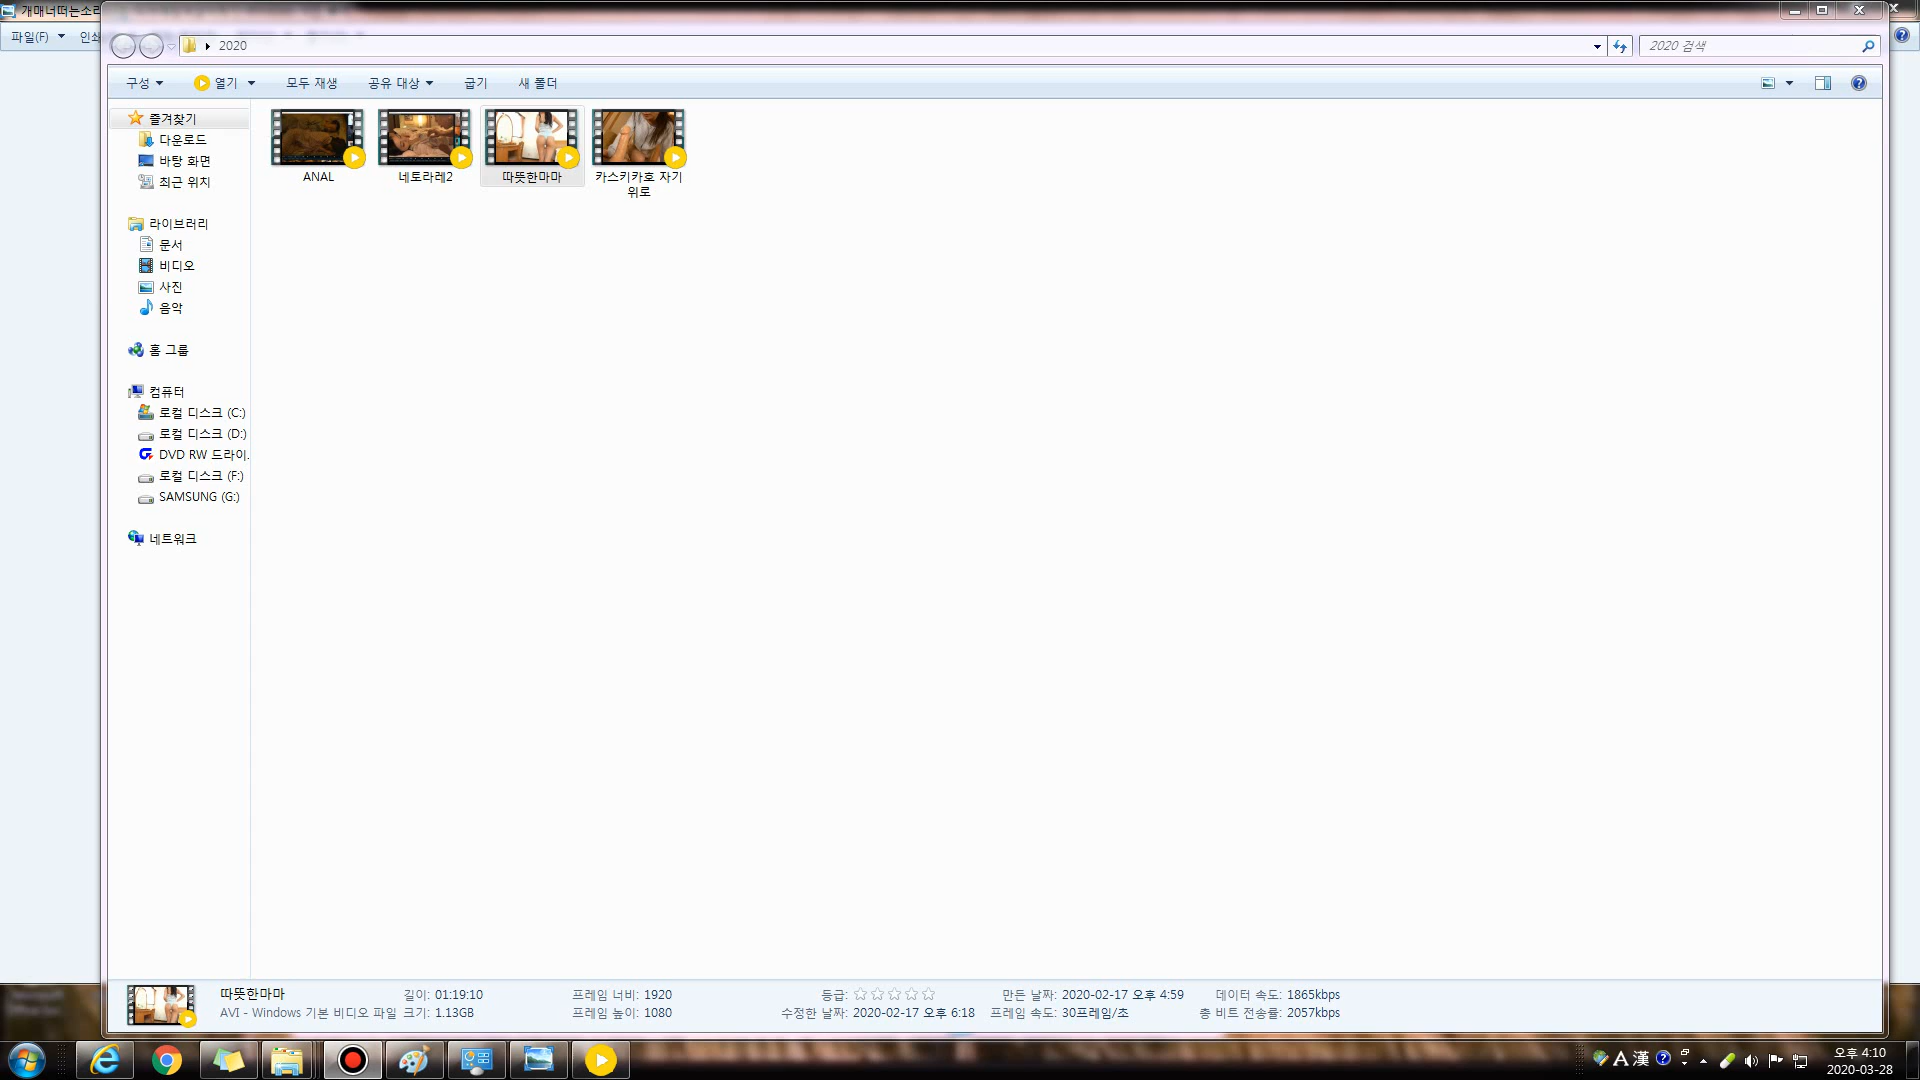 개매너떠는소리
파일(F)
인쇄
2020
2020 검색
구성
열기
모두 재생
공유 대상
굽기
새 폴더
즐겨찾기
다운로드
바탕 화면
최근 위치
라이브러리
문서
비디오
사진
음악
홈 그룹
컴퓨터
로컬 디스크 (C:)
로컬 디스크 (D:)
DVD RW 드라이.
로컬 디스크 (F:)
SAMSUNG (G:)
네트워크
ANAL
네토라레2
따뜻한마마
카스키카호 자기
위로
따뜻한마마
길이: 01:19:10
프레임 너비: 1920
등급:
만든 날짜: 2020-02-17 오후 4:59
데이터 속도: 1865kbps
AVI - Windows 기본 비디오 파일
크기: 1.13GB
프레임 높이: 1080
수정한 날짜: 2020-02-17 오후 6:18
프레임 속도: 30프레임/초
총 비트 전송률: 2057kbps
A 漢
오후 4:10
2020-03-28